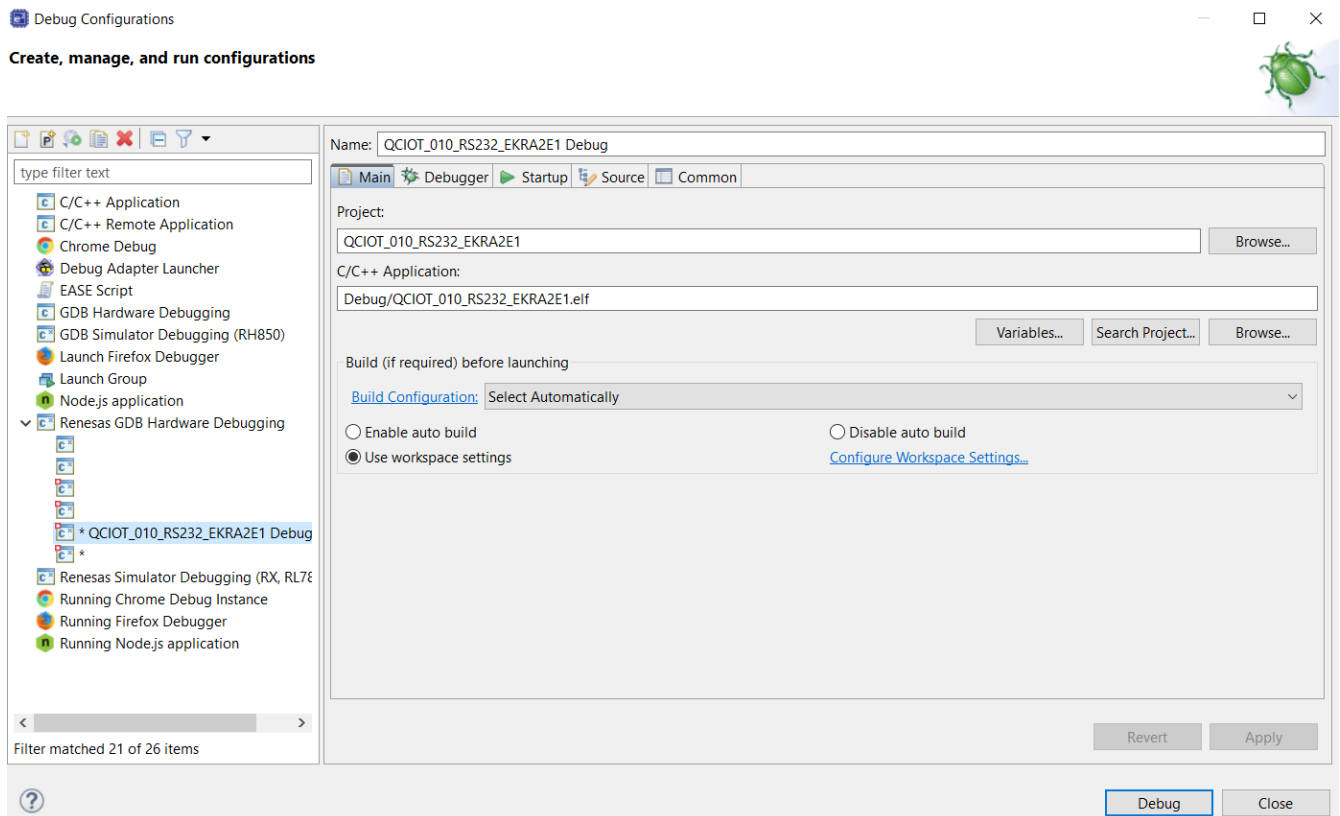 Debug Configurations
Create, manage, and run configurations
type filter text
C/C++ Application
C/C++ Remote Application
Chrome Debug
Debug Adapter Launcher
EASE Script
GDB Hardware Debugging
GDB Simulator Debugging (RH850)
Launch Firefox Debugger
Launch Group
Node.js application
Renesas GDB Hardware Debugging
* QCIOT_010_RS232_EKRA2E1 Debug
*
Renesas Simulator Debugging (RX, RL78
Running Chrome Debug Instance
Running Firefox Debugger
Running Node.js application
Filter matched 21 of 26 items
Name: QCIOT_010_RS232_EKRA2E1 Debug
Main Debugger Startup Source Common
Project:
QCIOT_010_RS232_EKRA2E1 Browse...
C/C++ Application:
Debug/QCIOT_010_RS232_EKRA2E1.elf
Variables... Search Project... Browse...
Build (if required) before launching
Build Configuration: Select Automatically
Enable auto build Disable auto build
Use workspace settings Configure Workspace Settings...
Revert Apply
Debug Close